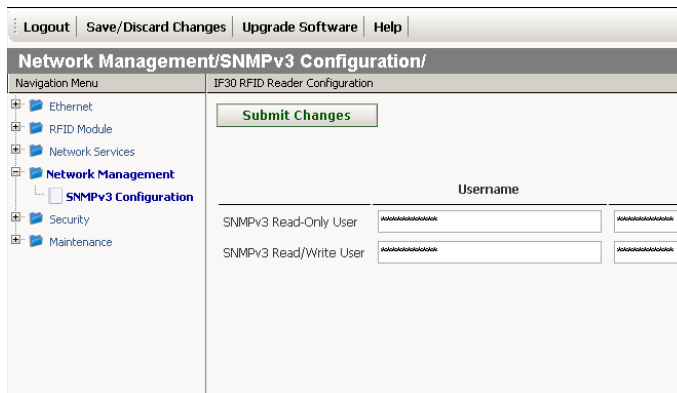 Logout Save/Discard Changes Upgrade Software Help
Network Management/SNMPv3 Configuration/
Navigation Menu IF30 RFID Reader Configuration
Ethernet
Submit Changes
RFID Module
Network Services
Network Management
Username
SNMPv3 Configuration
Security
SNMPv3 Read-Only User *********** ***********
Maintenance
SNMPv3 Read/Write User *********** ***********